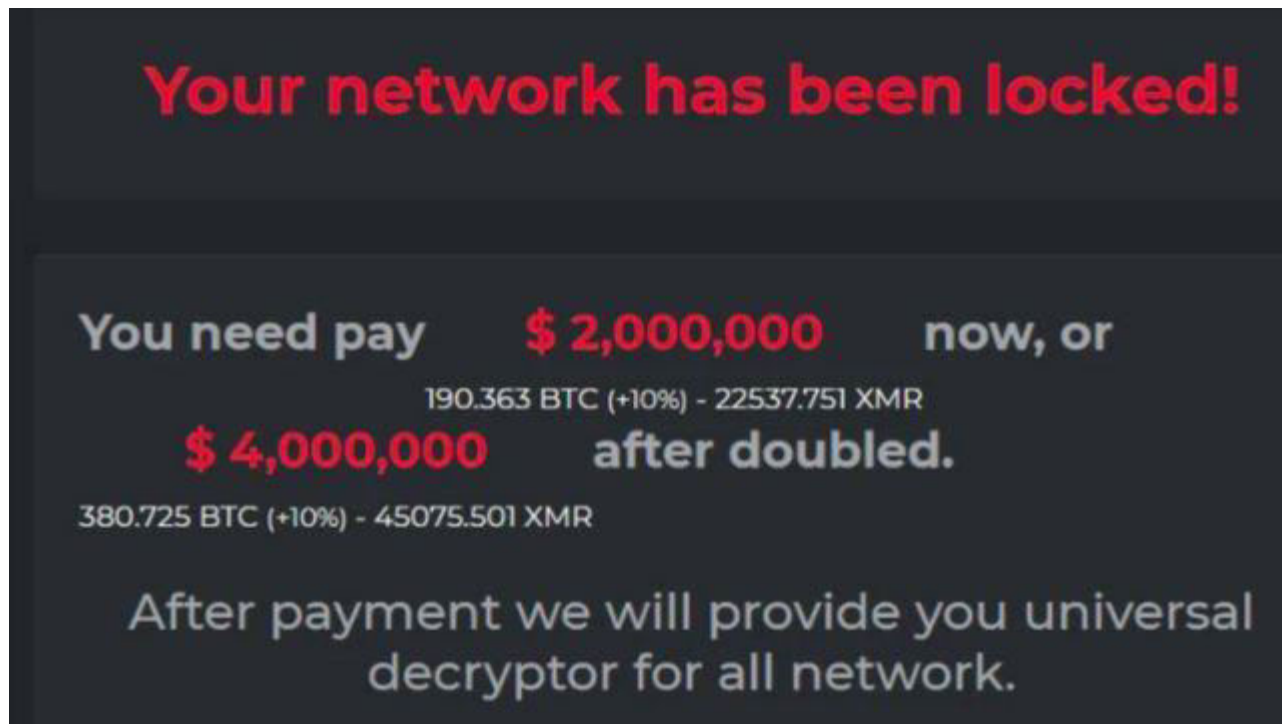 Your network has been locked!
You need pay $ 2,000,000 now, or
190.363 BTC (+10%) - 22537.751 XMR
$ 4,000,000 after doubled.
380.725 BTC (+10%) - 45075.501 XMR
After payment we will provide you universal
decryptor for all network.